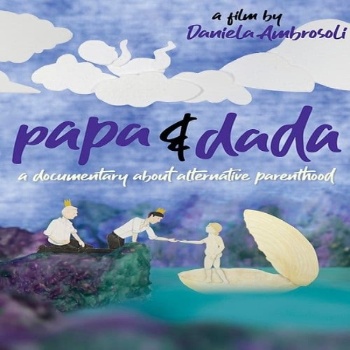 a film by
Daniela Ambrosoli
papa & dada
a documentary about alternative parenthood